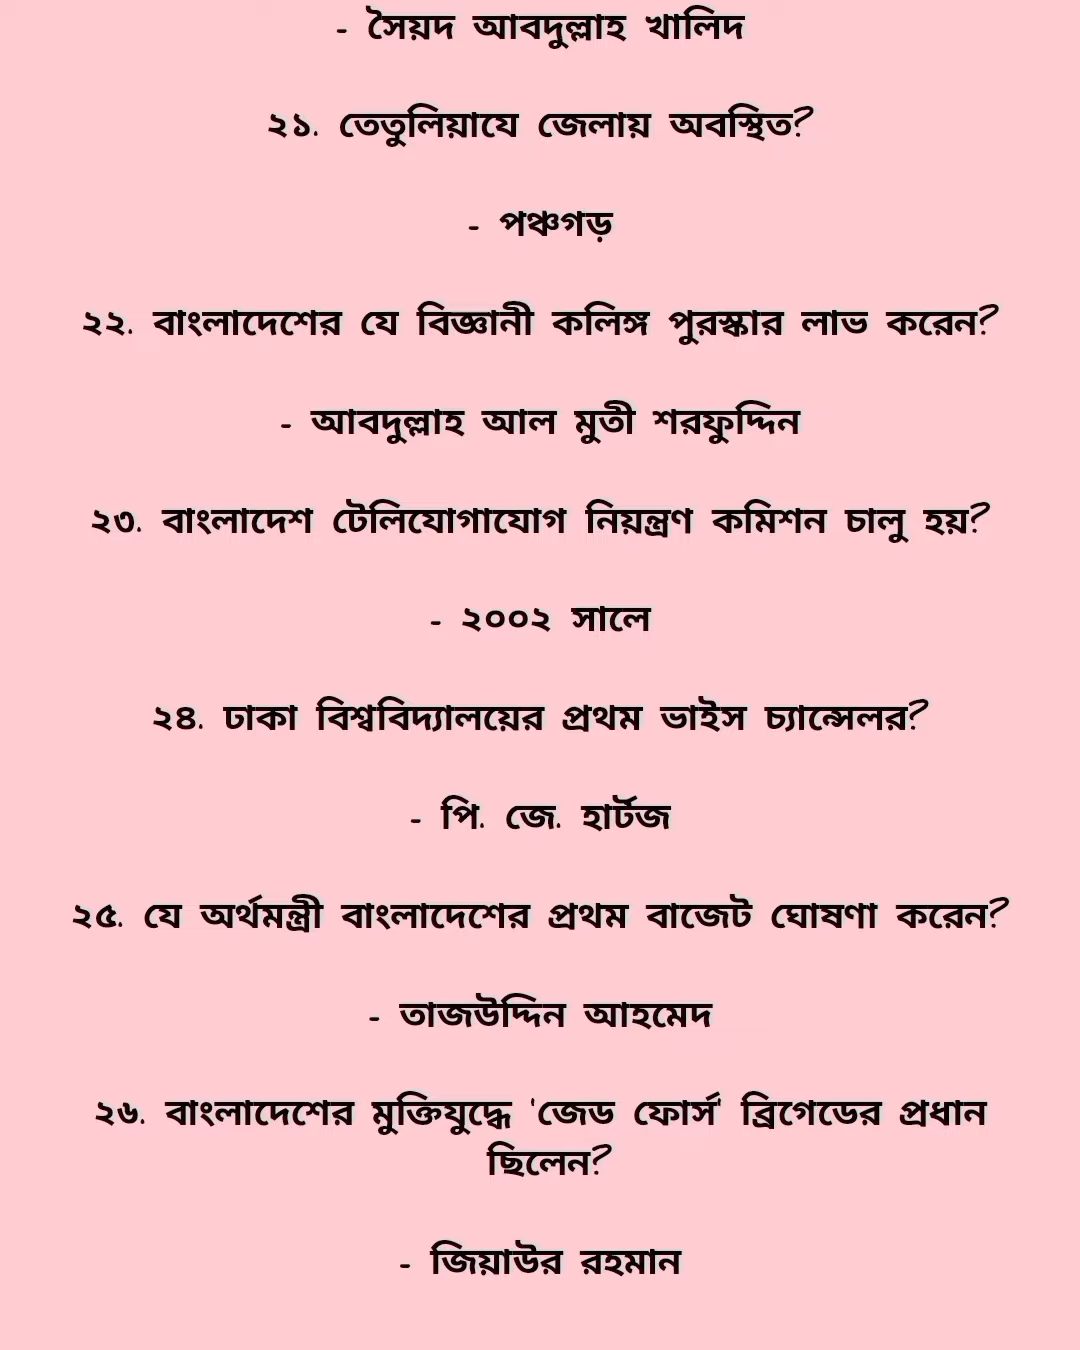 - সৈয়দ আবদুল্লাহ খালিদ
২১. তেতুলিয়াযে জেলায় অবস্থিত?
- পঞ্চগড়
২২. বাংলাদেশের যে বিজ্ঞানী কলিঙ্গ পুরস্কার লাভ করেন?
- আবদুল্লাহ আল মুতী শরফুদ্দিন
২৩. বাংলাদেশ টেলিযোগাযোগ নিয়ন্ত্রণ কমিশন চালু হয়?
- ২০০২ সালে
২৪. ঢাকা বিশ্ববিদ্যালয়ের প্রথম ভাইস চ্যান্সেলর?
- পি. জে. হার্টজ
২৫. যে অর্থমন্ত্রী বাংলাদেশের প্রথম বাজেট ঘোষণা করেন?
- তাজউদ্দিন আহমেদ
২৬. বাংলাদেশের মুক্তিযুদ্ধে 'জেড ফোর্স' ব্রিগেডের প্রধান
ছিলেন?
- জিয়াউর রহমান